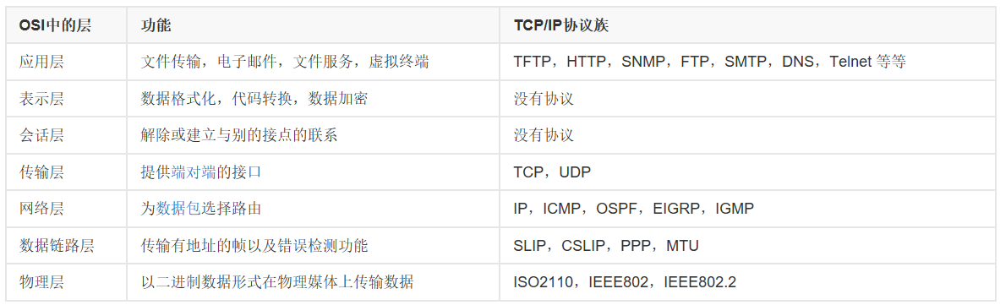 OSI中的层 功能 TCP/IP协议族
应用层 文件传输，电子邮件，文件服务，虚拟终端 TFTP，HTTP，SNMP，FTP，SMTP，DNS，Telnet 等等
表示层 数据格式化，代码转换，数据加密 没有协议
会话层 解除或建立与别的接点的联系 没有协议
传输层 提供端对端的接口 TCP，UDP
网络层 为数据包选择路由 IP，ICMP，OSPF，EIGRP，IGMP
数据链路层 传输有地址的帧以及错误检测功能 SLIP，CSLIP，PPP，MTU
物理层 以二进制数据形式在物理媒体上传输数据 ISO2110，IEEE802，IEEE802.2